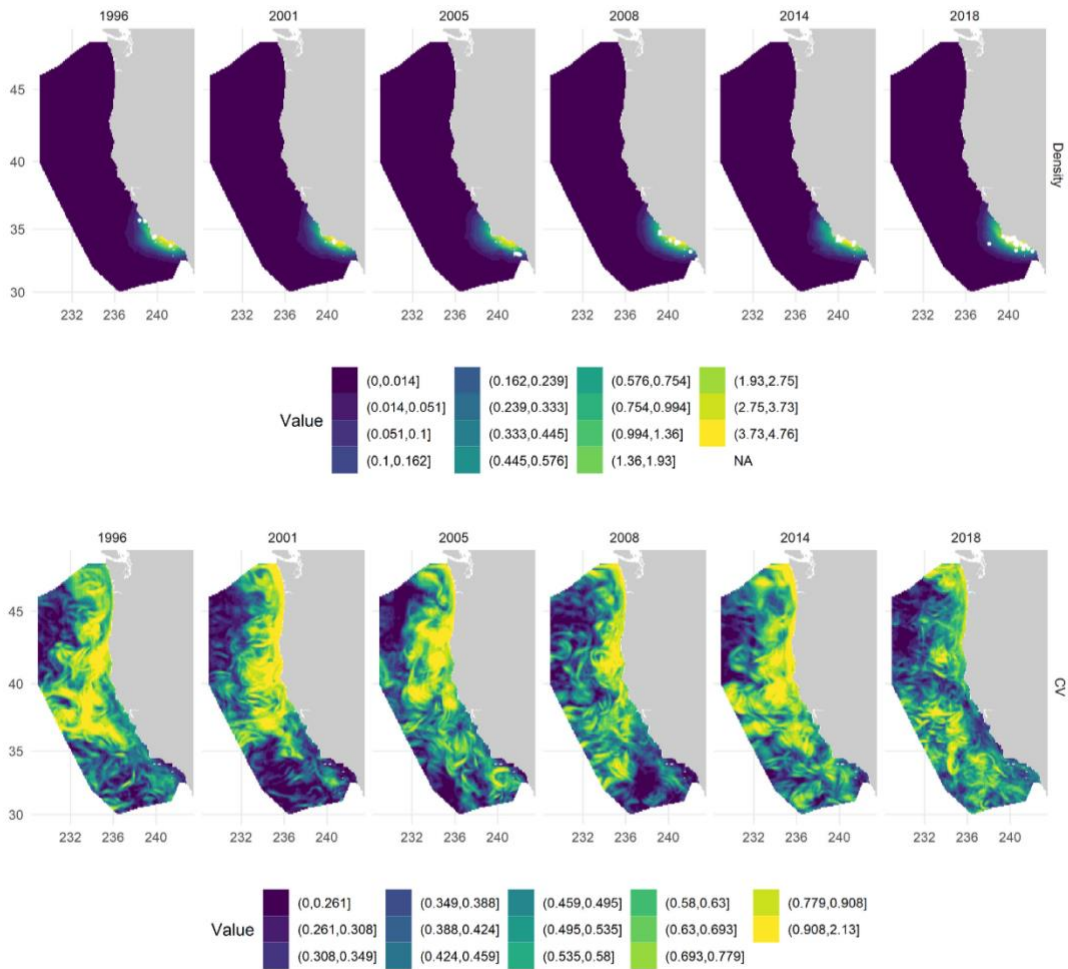 1996 2001 2005 2008 2014 2018
45
40
35
30
Density
232 236 240 232 236 240 232 236 240 232 236 240 232 236 240 232 236 240
Value
(0,0.014] (0.162,0.239] (0.576,0.754] (1.93,2.75]
(0.014,0.051] (0.239,0.333] (0.754,0.994] (2.75,3.73]
(0.051,0.1] (0.333,0.445] (0.994,1.36] (3.73,4.76]
(0.1,0.162] (0.445,0.576] (1.36,1.93] NA
1996 2001 2005 2008 2014 2018
45
40
35
30
CV
232 236 240 232 236 240 232 236 240 232 236 240 232 236 240 232 236 240
Value
(0,0.261] (0.349,0.388] (0.459,0.495] (0.58,0.63] (0.779,0.908]
(0.261,0.308] (0.388,0.424] (0.495,0.535] (0.63,0.693] (0.908,2.13]
(0.308,0.349] (0.424,0.459] (0.535,0.58] (0.693,0.779]